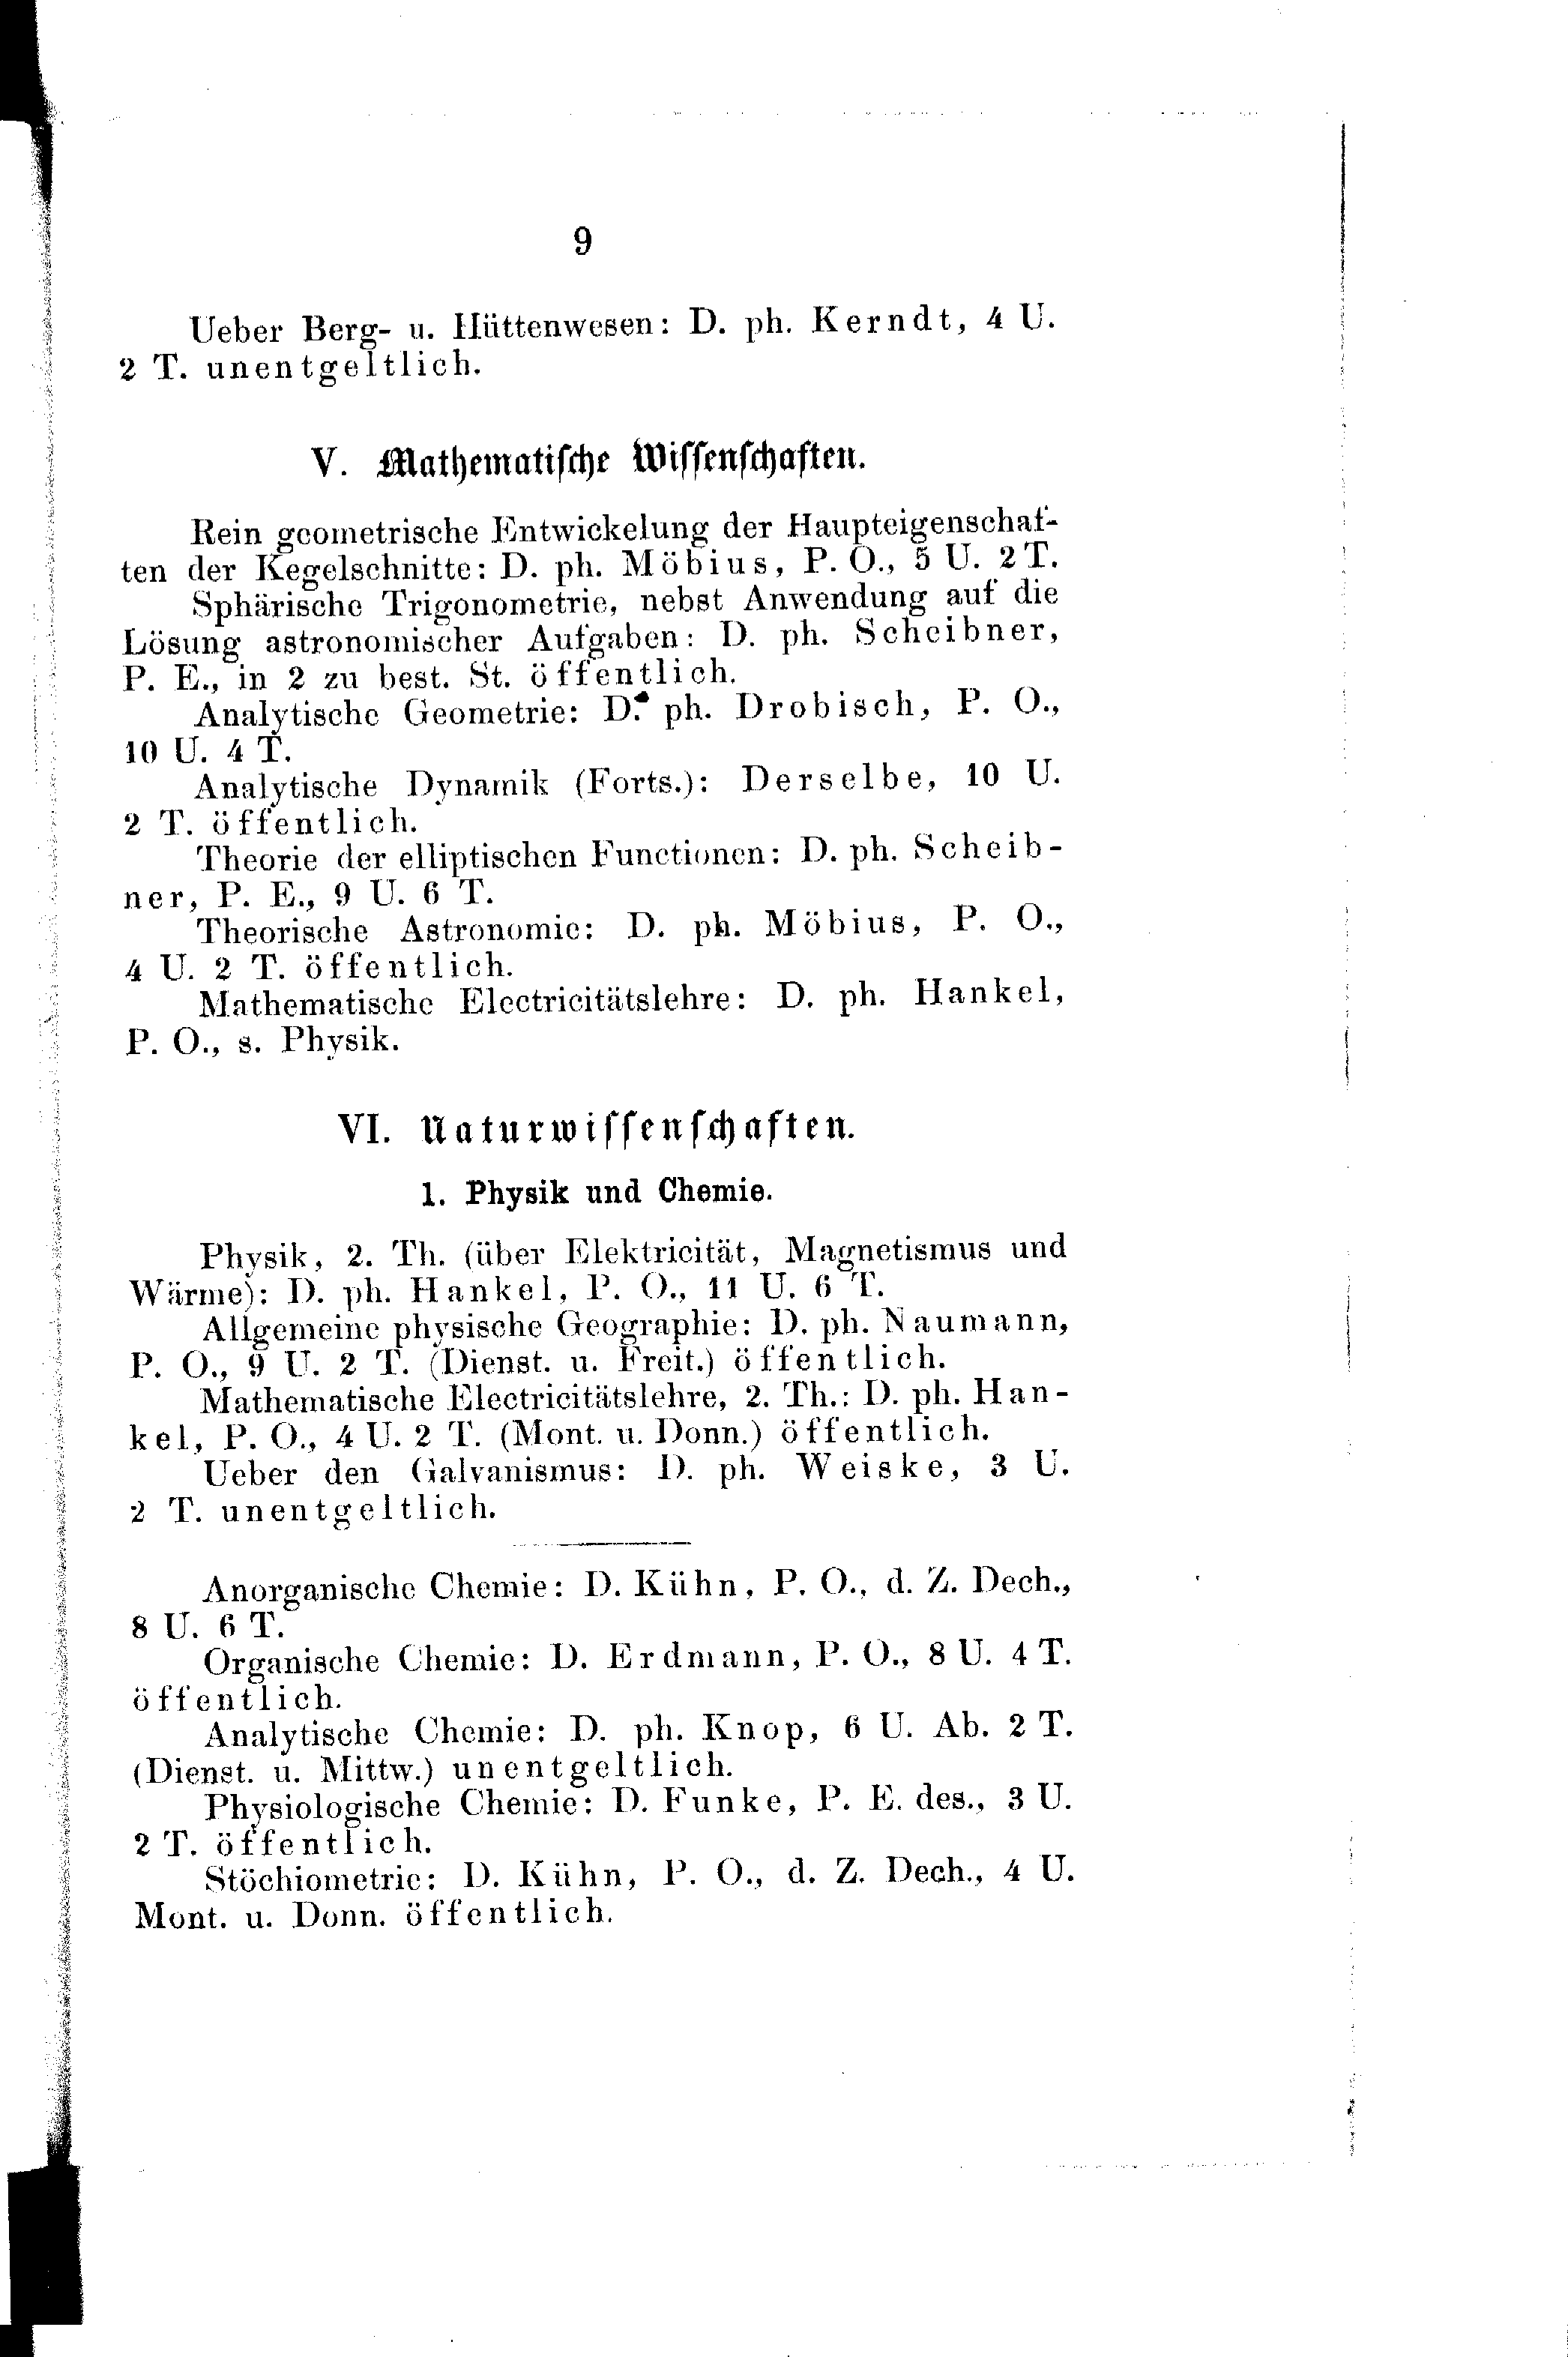 9
Ueber Berg- u. Hüttenwesen: D. ph. Kerndt, 4 U.
2 T. unentgeltlich.
V. Mathematische Wissenschaften.
Rein geometrische Entwickelung der Haupteigenschaf-
ten der Kegelschnitte: D. ph. Möbius, P. O., 5 U. 2 T.
Sphärische Trigonometrie, nebst Anwendung auf die
Lösung astronomischer Aufgaben: D. ph. Scheibner,
P. E., in 2 zu best. St. öffentlich.
Analytische Geometrie: D. ph. Drobisch, P. O.,
10 U. 4 T.
Analytische Dynamik (Forts.): Derselbe, 10 U.
2 T. öffentlich.
Theorie der elliptischen Functionen: D. ph. Scheib-
ner, P. E., 9 U. 6 T.
Theorische Astronomie: D. ph. Möbius, P. O.,
4 U. 2 T. öffentlich.
Mathematische Electricitätslehre: D. ph. Hankel,
P. O., s. Physik.
VI. Naturwissenschaften.
1. Physik und Chemie.
Physik, 2. Th. (über Elektricität, Magnetismus und
Wärme): D. ph. Hankel, P. O., 11 U. 6 T.
Allgemeine physische Geographie: D. ph. Naumann,
P. O., 9 U. 2 T. (Dienst. u. Freit.) öffentlich.
Mathematische Electricitätslehre, 2. Th.: D. ph. Han-
kel, P. O., 4 U. 2 T. (Mont. u. Donn.) öffentlich.
Ueber den Galvanismus: D. ph. Weiske, 3 U.
2 T. unentgeltlich.
Anorganische Chemie: D. Kühn, P. O., d. Z. Dech.,
8 U. 6 T.
Organische Chemie: D. Erdmann, P. O., 8 U. 4 T.
öffentlich.
Analytische Chemie: D. ph. Knop, 6 U. Ab. 2 T.
(Dienst. u. Mittw.) unentgeltlich.
Physiologische Chemie: D. Funke, P. E. des., 3 U.
2 T. öffentlich.
Stöchiometrie: D. Kühn, P. O., d. Z. Dech., 4 U.
Mont. u. Donn. öffentlich.